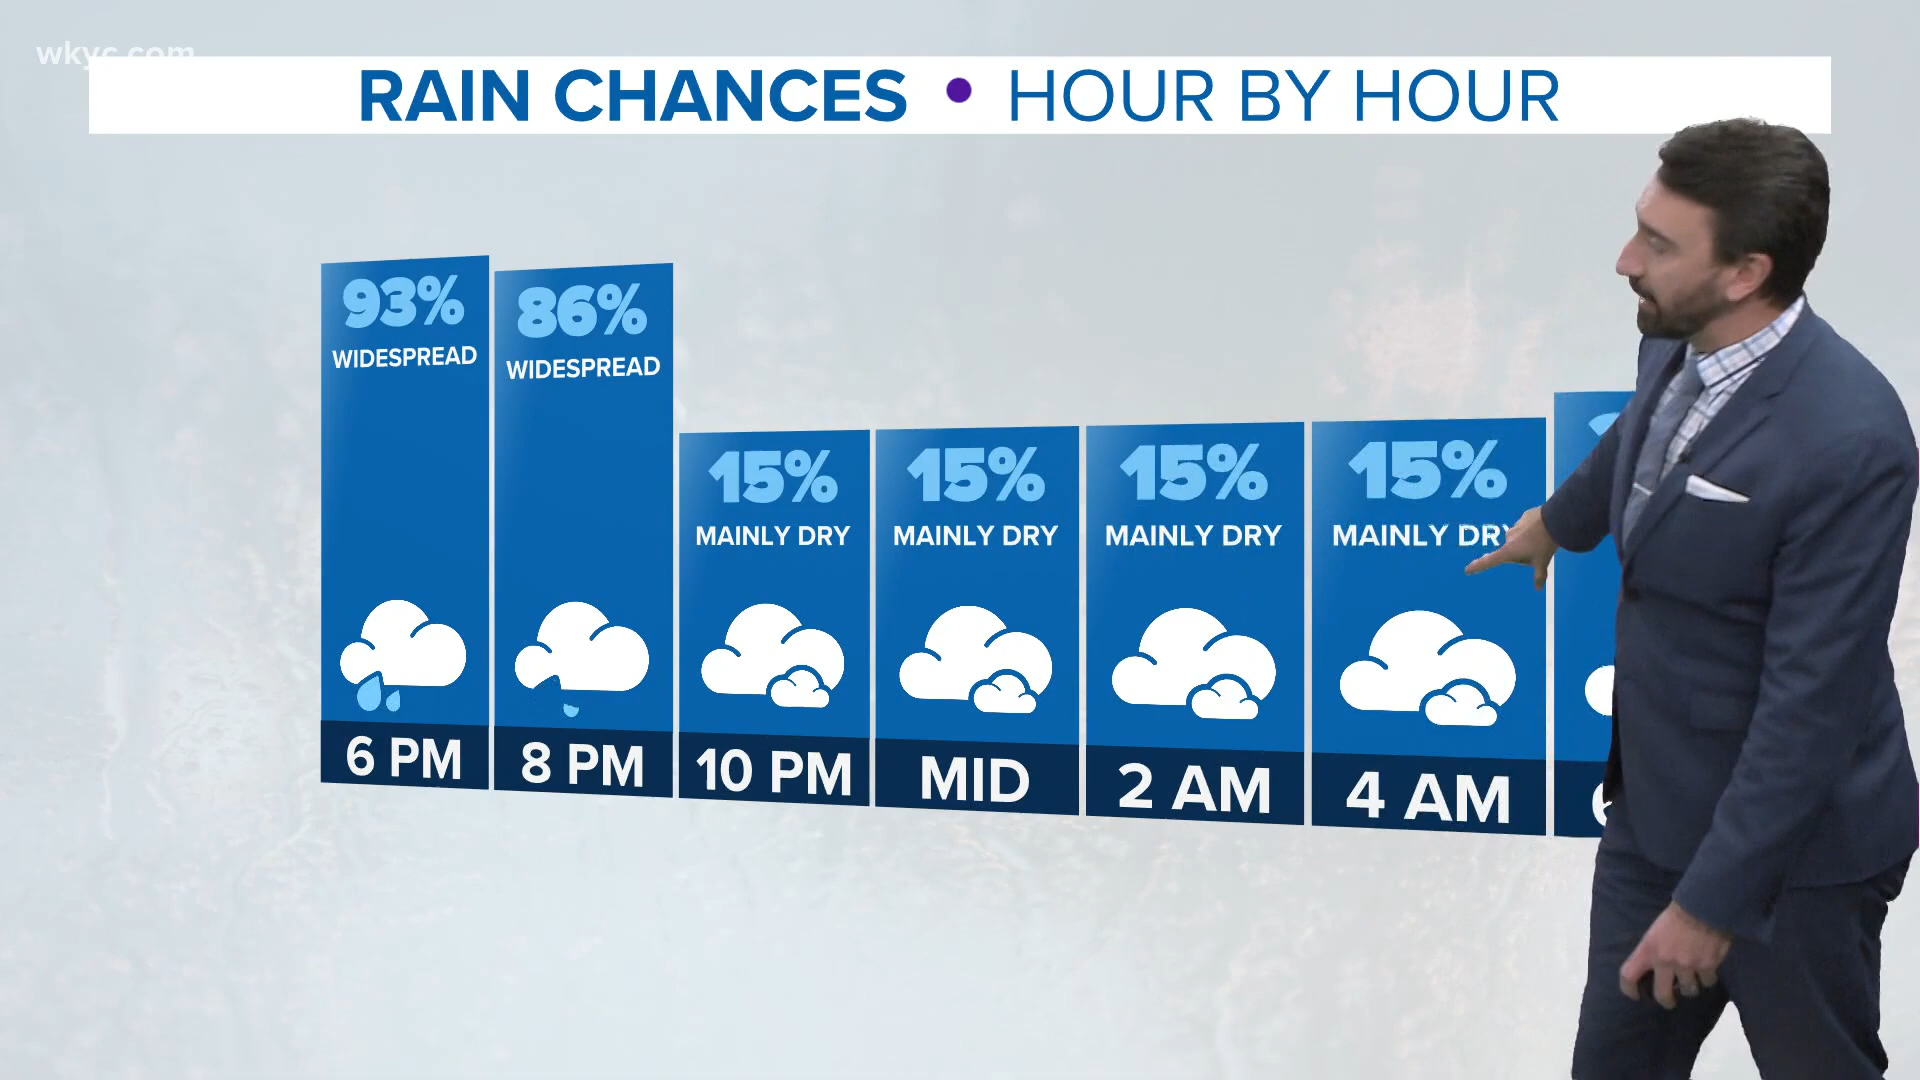 wkyc.com
RAIN CHANCES • HOUR BY HOUR
93% 86% 15% 15% 15% 15%
WIDESPREAD WIDESPREAD MAINLY DRY MAINLY DRY MAINLY DRY MAINLY DRY
6 PM 8 PM 10 PM MID 2 AM 4 AM